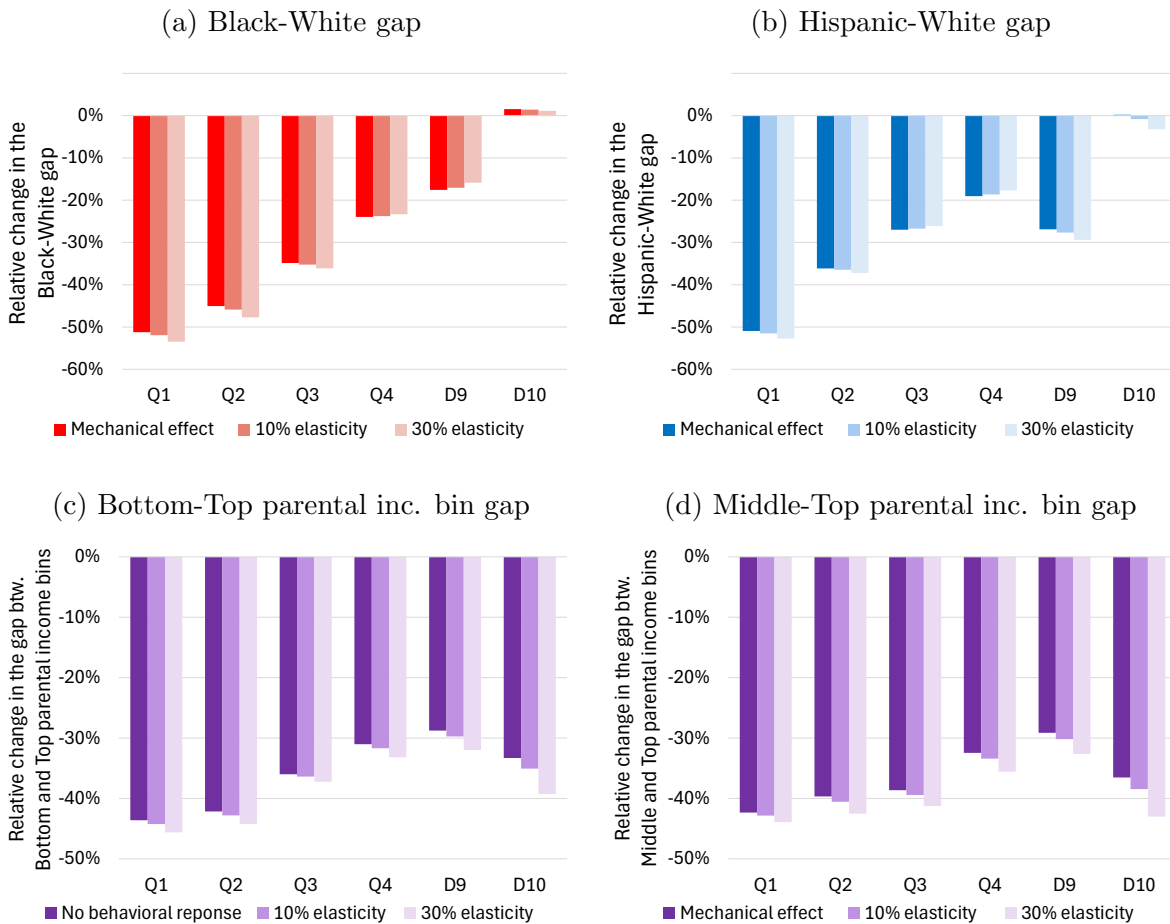 (a) Black-White gap
Relative change in the
Black-White gap
0%
-10%
-20%
-30%
-40%
-50%
-60%
Q1 Q2 Q3 Q4 D9 D10
Mechanical effect 10% elasticity 30% elasticity
(b) Hispanic-White gap
Relative change in the
Hispanic-White gap
0%
-10%
-20%
-30%
-40%
-50%
-60%
Q1 Q2 Q3 Q4 D9 D10
Mechanical effect 10% elasticity 30% elasticity
(c) Bottom-Top parental inc. bin gap
Relative change in the gap btw.
Bottom and Top parental income bins
0%
-10%
-20%
-30%
-40%
-50%
Q1 Q2 Q3 Q4 D9 D10
No behavioral reponse 10% elasticity 30% elasticity
(d) Middle-Top parental inc. bin gap
Relative change in the gap btw.
Middle and Top parental income bins
0%
-10%
-20%
-30%
-40%
-50%
Q1 Q2 Q3 Q4 D9 D10
Mechanical effect 10% elasticity 30% elasticity